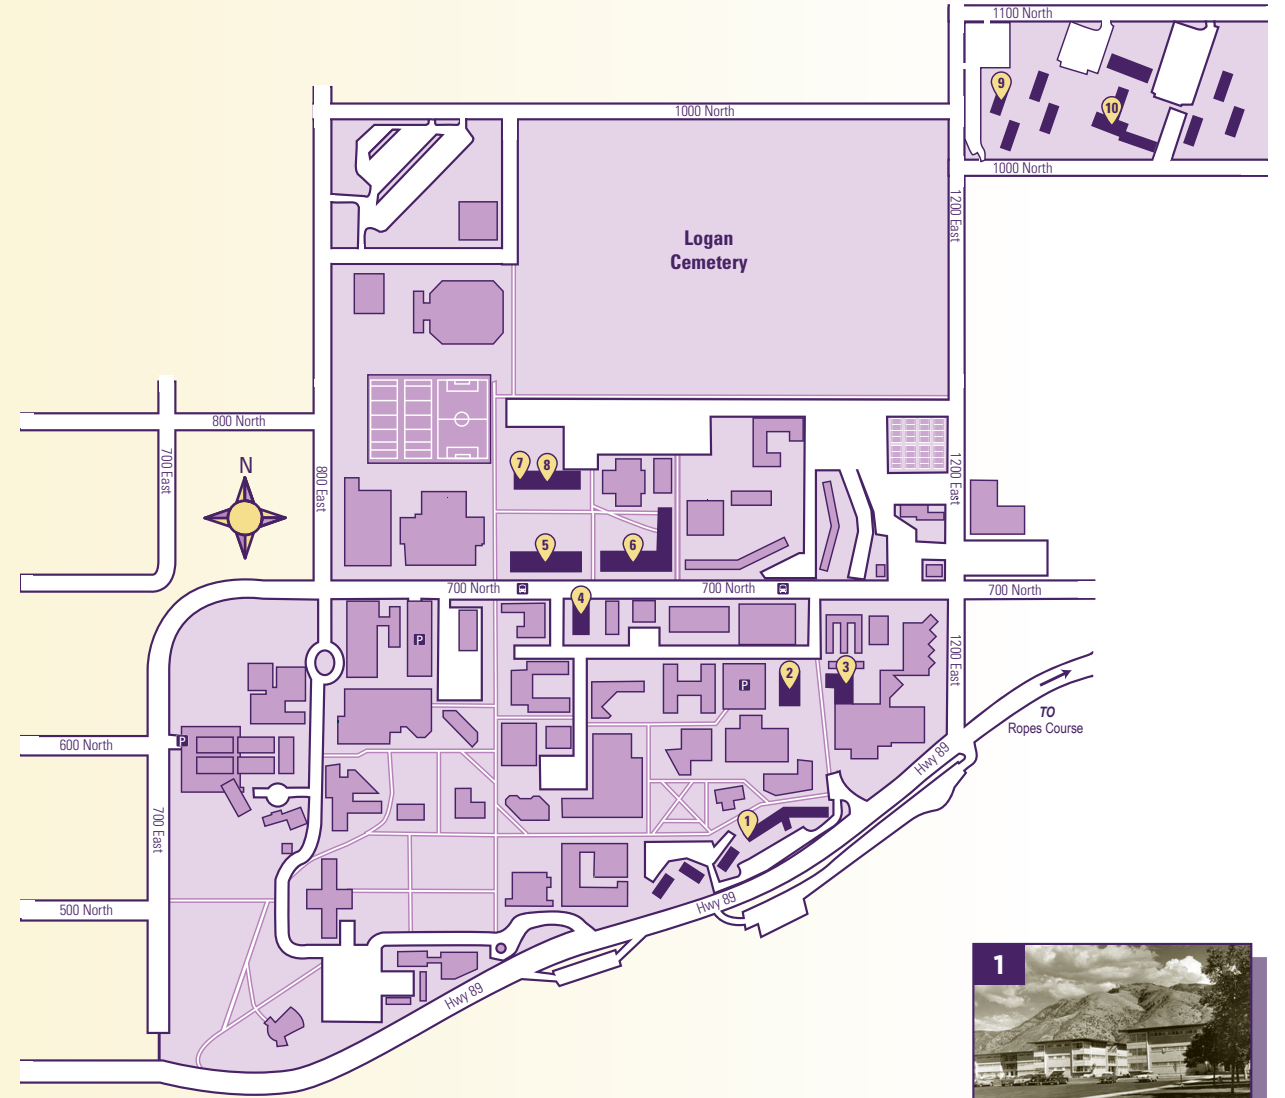 1100 North
9
10
1000 North
1000 North
1200 East
Logan
Cemetery
800 North
700 East
N
800 East
7
8
1200 East
5
6
700 North
700 North
700 North
4
P
1200 East
3
2
P
TO
Ropes Course
P
600 North
Hwy 89
700 East
1
Hwy 89
500 North
Hwy 89
1